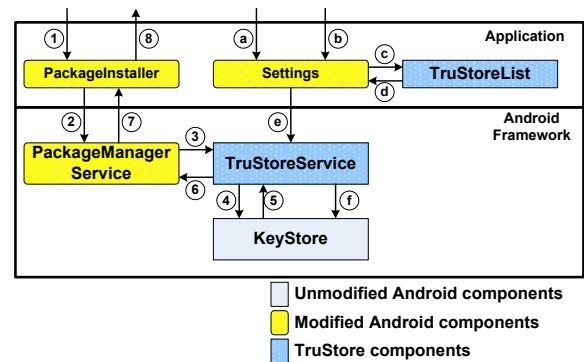 1
8
a
b
Application
PackageInstaller
Settings
c
d
TruStoreList
2
7
e
Android
Framework
PackageManager
Service
3
6
TruStoreService
4
5
f
KeyStore
Unmodified Android components
Modified Android components
TruStore components